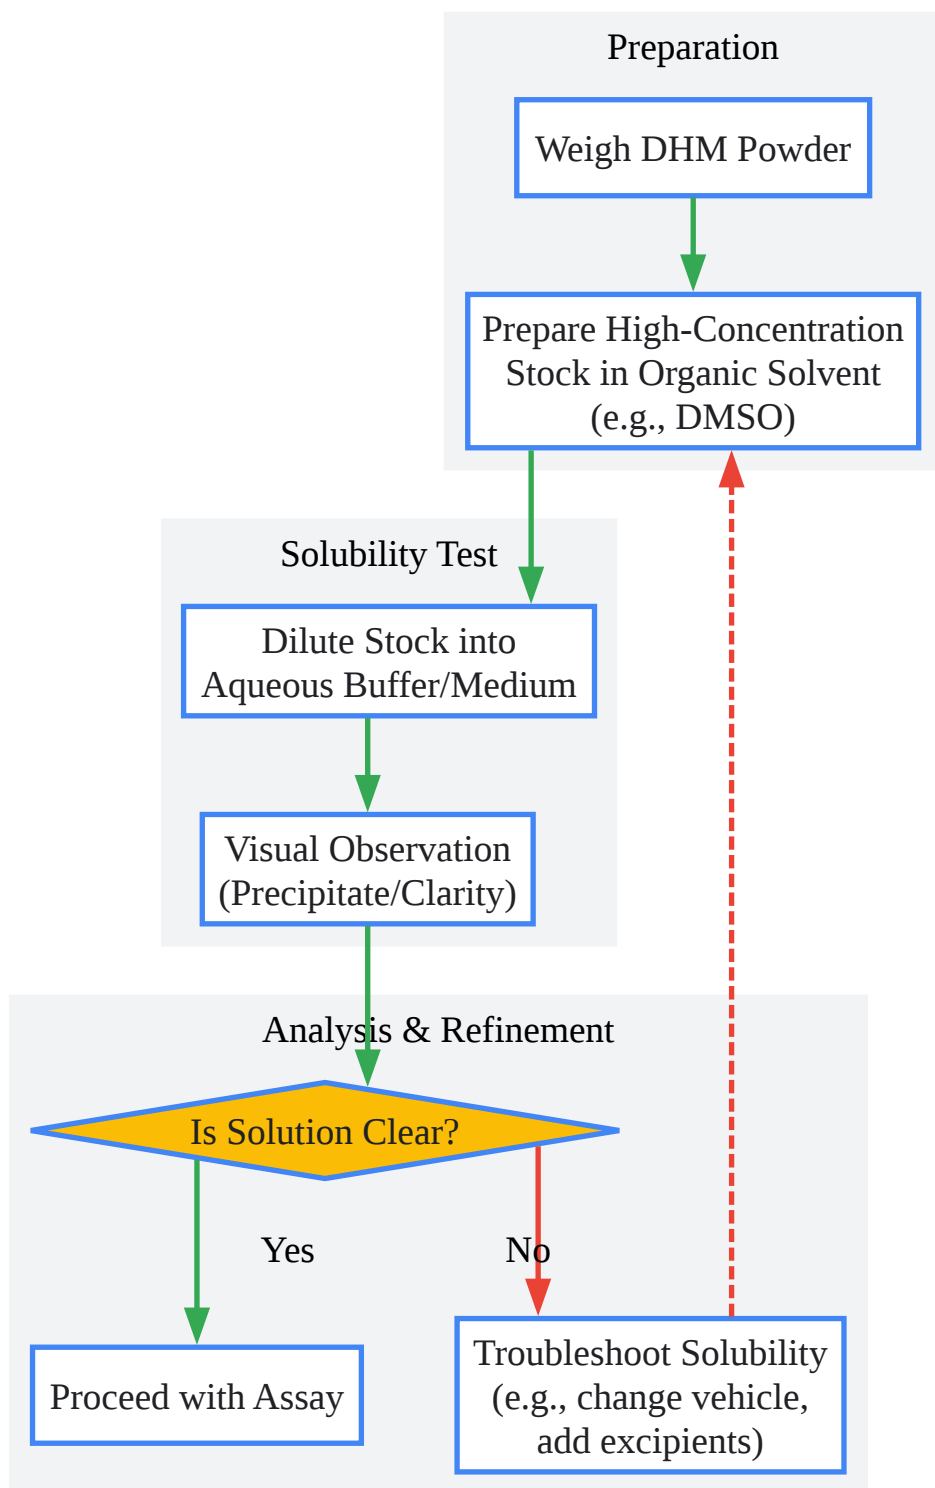 Preparation
Weigh DHM Powder
Prepare High-Concentration
Stock in Organic Solvent
(e.g., DMSO)
Solubility Test
Dilute Stock into
Aqueous Buffer/Medium
Visual Observation
(Precipitate/Clarity)
Analysis & Refinement
Is Solution Clear?
Yes
No
Proceed with Assay
Troubleshoot Solubility
(e.g., change vehicle,
add excipients)